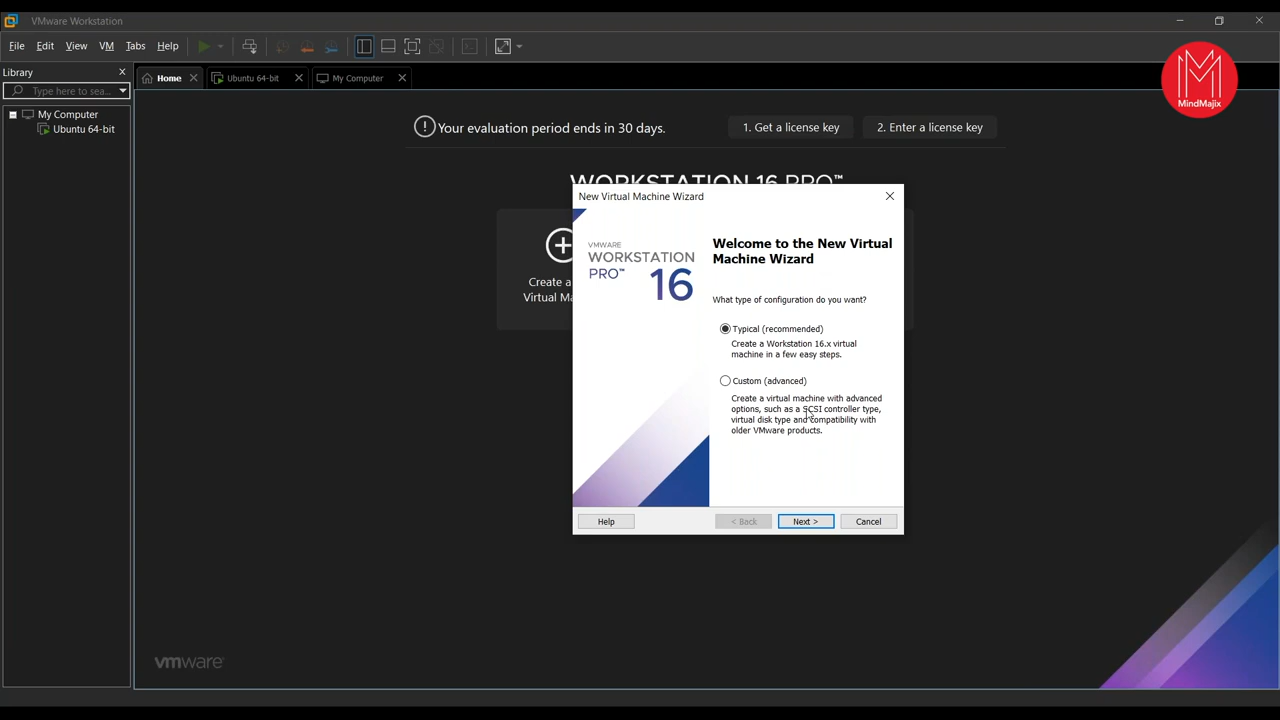 VMware Workstation
File Edit View VM Tabs Help
Library
Type here to sea...
My Computer
Ubuntu 64-bit
Home
Ubuntu 64-bit
My Computer
MindMajix
Your evaluation period ends in 30 days.
1. Get a license key
2. Enter a license key
WORKSTATION 16 PRO™
Create a
Virtual Ma
New Virtual Machine Wizard
VMWARE
WORKSTATION
PRO™ 16
Welcome to the New Virtual
Machine Wizard
What type of configuration do you want?
Typical (recommended)
Create a Workstation 16.x virtual
machine in a few easy steps.
Custom (advanced)
Create a virtual machine with advanced
options, such as a SCSI controller type,
virtual disk type and compatibility with
older VMware products.
Help
< Back
Next >
Cancel
vmware